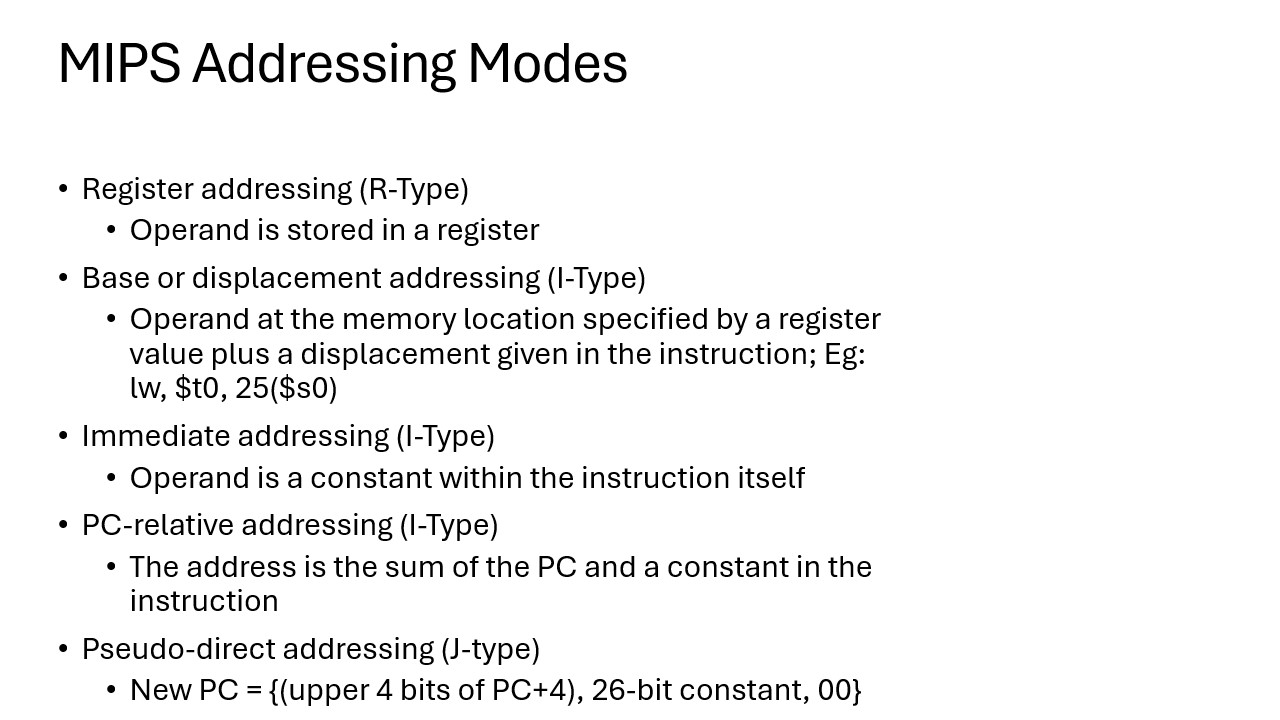 MIPS Addressing Modes
• Register addressing (R-Type)
• Operand is stored in a register
• Base or displacement addressing (I-Type)
• Operand at the memory location specified by a register
value plus a displacement given in the instruction; Eg:
lw, $t0, 25($s0)
• Immediate addressing (I-Type)
• Operand is a constant within the instruction itself
• PC-relative addressing (I-Type)
• The address is the sum of the PC and a constant in the
instruction
• Pseudo-direct addressing (J-type)
• New PC = {(upper 4 bits of PC+4), 26-bit constant, 00}